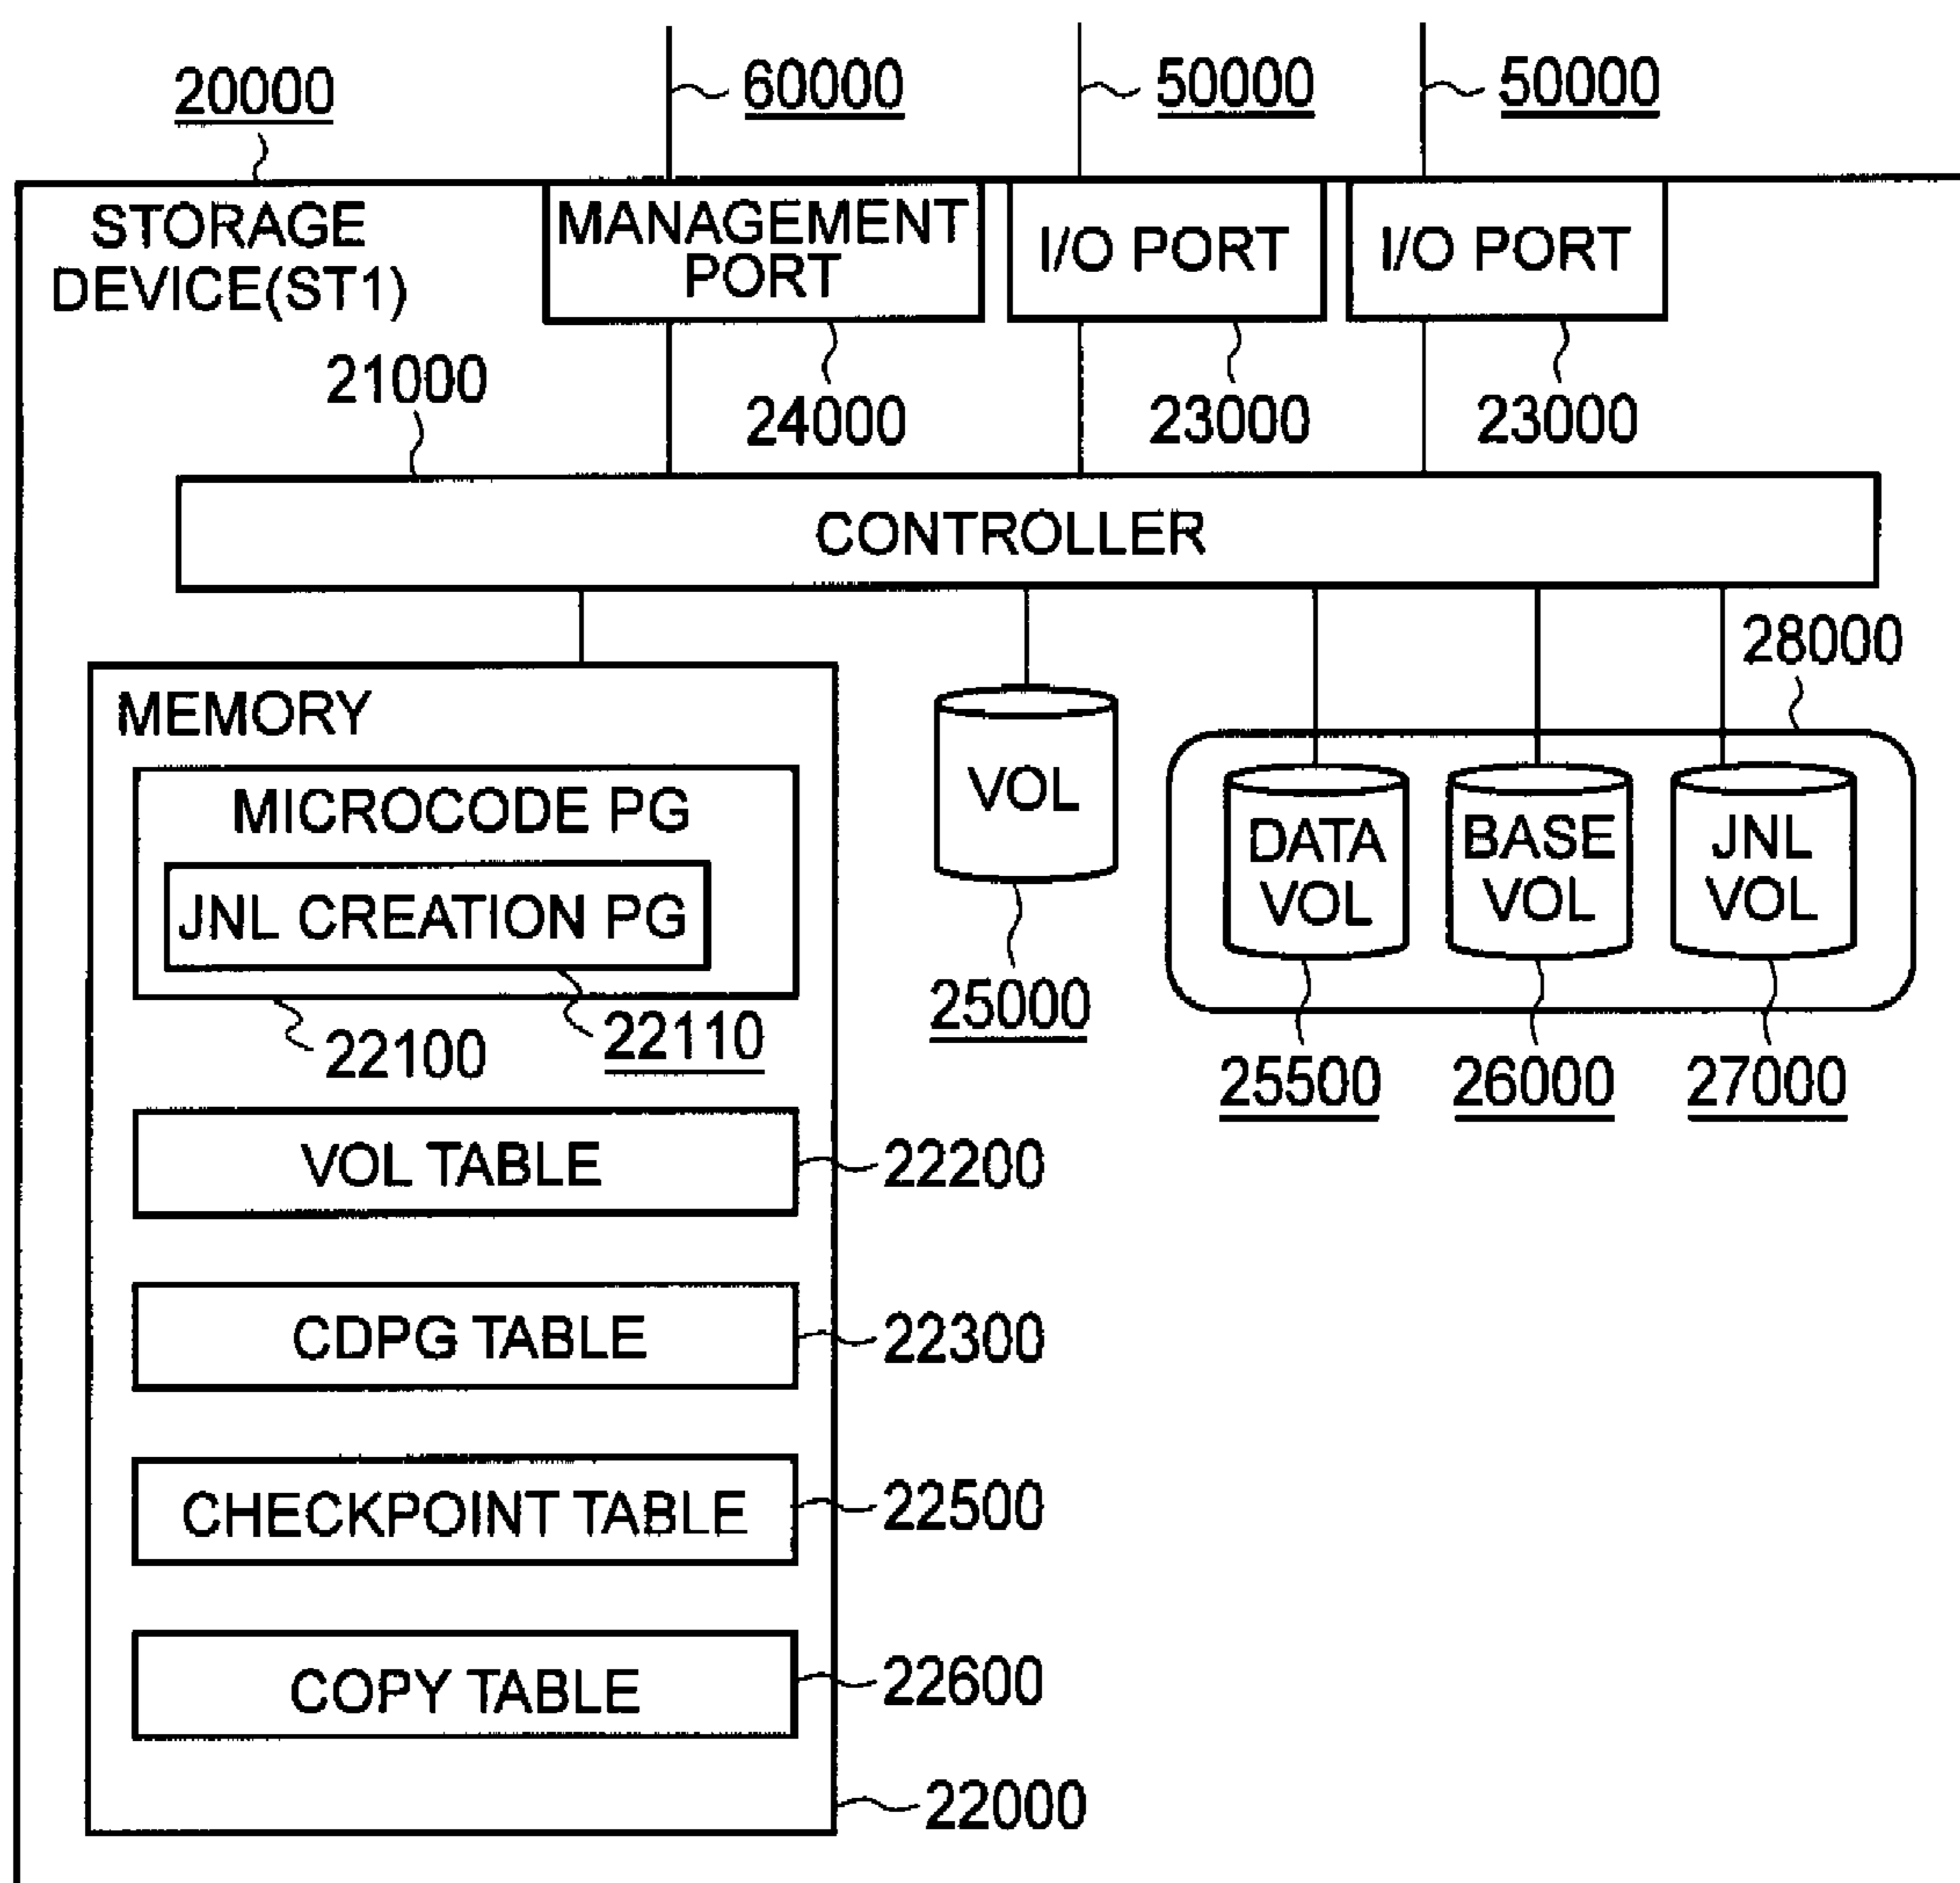 20000
60000
50000
50000
STORAGE
DEVICE(ST1)
MANAGEMENT
PORT
I/O PORT
I/O PORT
21000
24000
23000
23000
CONTROLLER
28000
MEMORY
MICROCODE PG
JNL CREATION PG
22100
22110
VOL
25000
DATA
VOL
BASE
VOL
JNL
VOL
25500
26000
27000
VOL TABLE
22200
CDPG TABLE
22300
CHECKPOINT TABLE
22500
COPY TABLE
22600
22000